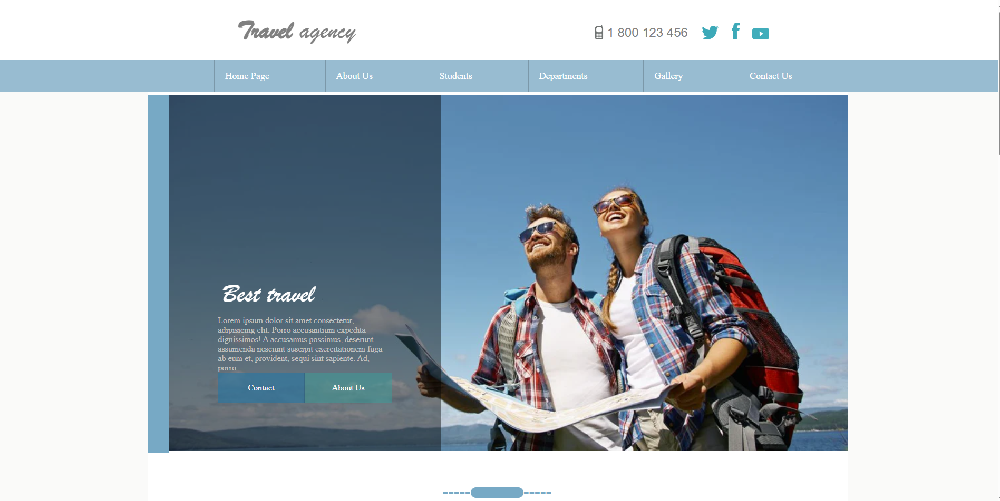 Travel agency
1 800 123 456
Home Page
About Us
Students
Departments
Gallery
Contact Us
Best travel
Lorem ipsum dolor sit amet consectetur,
adipisicing elit. Porro accusantium expedita
dignissimos! A accusamus possimus, deserunt
assumenda nesciunt suscipit exercitationem fuga
ab eum et, provident, sequi sint sapiente. Ad,
porro.
Contact
About Us